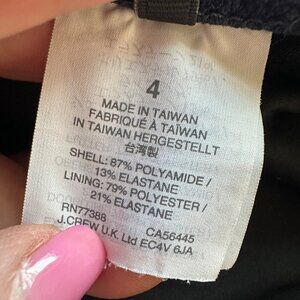 4
MADE IN TAIWAN
FABRIQUÉ À TAÏWAN
IN TAIWAN HERGESTELLT
台灣製
SHELL: 87% POLYAMIDE /
13% ELASTANE
LINING: 79% POLYESTER /
21% ELASTANE
RN77388 CA56445
J.CREW U.K. Ltd EC4V 6JA